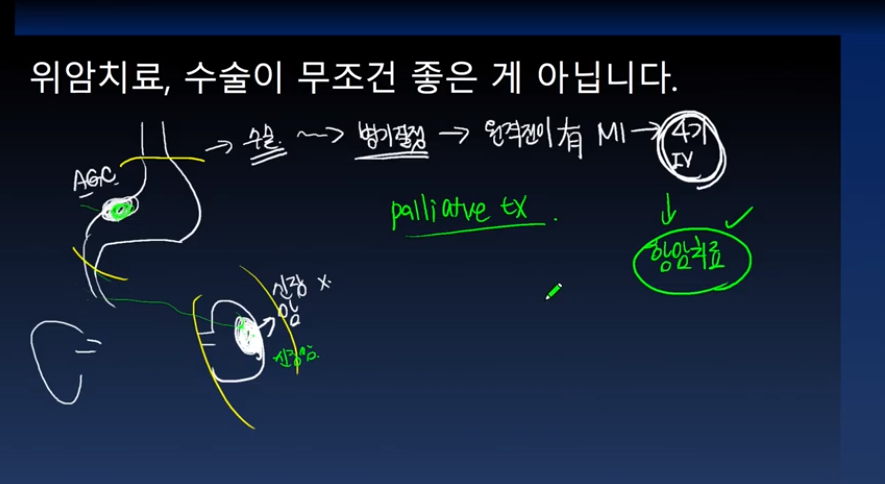 위암치료, 수술이 무조건 좋은 게 아닙니다.
→ 수술 ~→ 병기결정 → 원격전이 有 M1 → 4기
IV
AGC
palliatve tx.
항암치료
신장 x
암
신장암